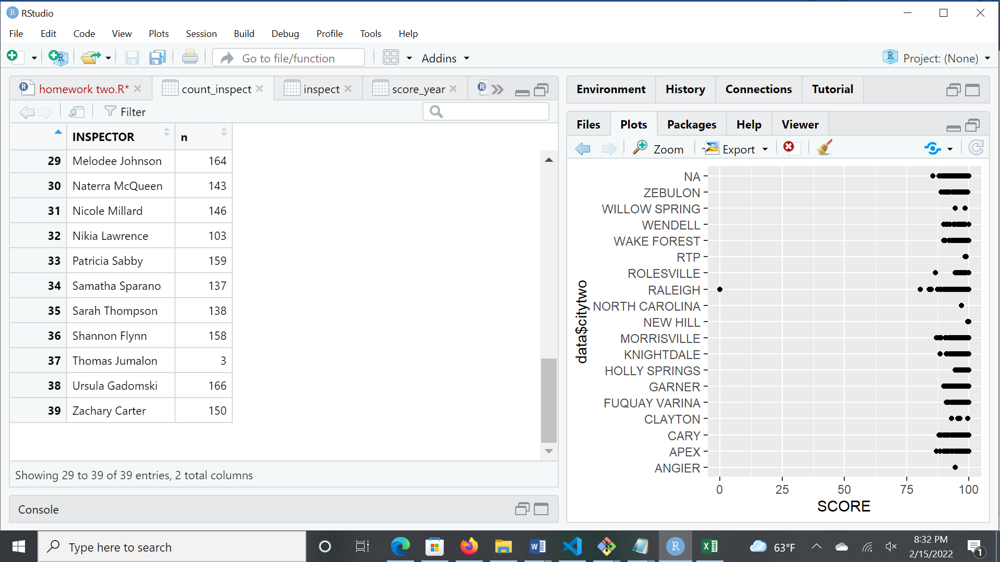 RStudio
File Edit Code View Plots Session Build Debug Profile Tools Help
Go to file/function Addins Project: (None)
homework two.R* count_inspect inspect score_year
Filter
INSPECTOR n
29 Melodee Johnson 164
30 Naterra McQueen 143
31 Nicole Millard 146
32 Nikia Lawrence 103
33 Patricia Sabby 159
34 Samatha Sparano 137
35 Sarah Thompson 138
36 Shannon Flynn 158
37 Thomas Jumalon 3
38 Ursula Gadomski 166
39 Zachary Carter 150
Showing 29 to 39 of 39 entries, 2 total columns
Console
Environment History Connections Tutorial
Files Plots Packages Help Viewer
Zoom Export
data$citytwo
NA
ZEBULON
WILLOW SPRING
WENDELL
WAKE FOREST
RTP
ROLESVILLE
RALEIGH
NORTH CAROLINA
NEW HILL
MORRISVILLE
KNIGHTDALE
HOLLY SPRINGS
GARNER
FUQUAY VARINA
CLAYTON
CARY
APEX
ANGIER
0 25 50 75 100
SCORE
Type here to search
63°F
8:32 PM
2/15/2022
1